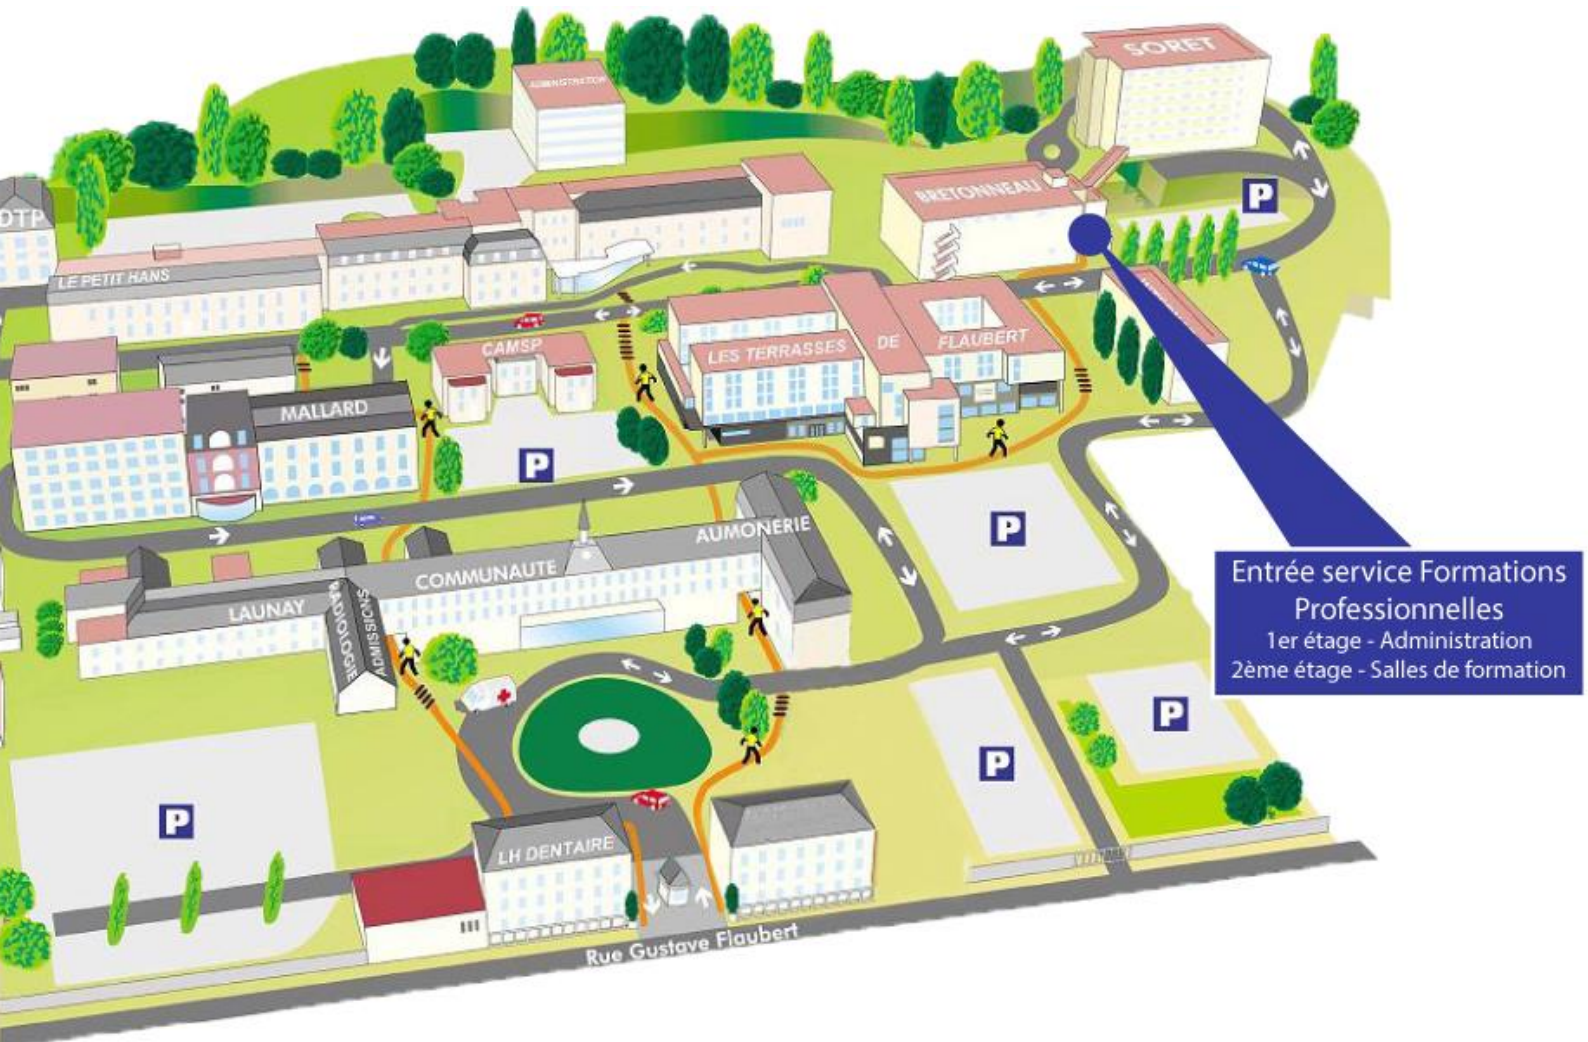 SORET
ADMINISTRATION
BRETONNEAU
P
DTP
LE PETIT HANS
CAMSP
LES TERRASSES DE FLAUBERT
MALLARD
P
P
AUMONERIE
COMMUNAUTE
LAUNAY
RADIOLOGIE
ADMISSIONS
Entrée service Formations
Professionnelles
1er étage - Administration
2ème étage - Salles de formation
P
P
P
LH DENTAIRE
Rue Gustave Flaubert